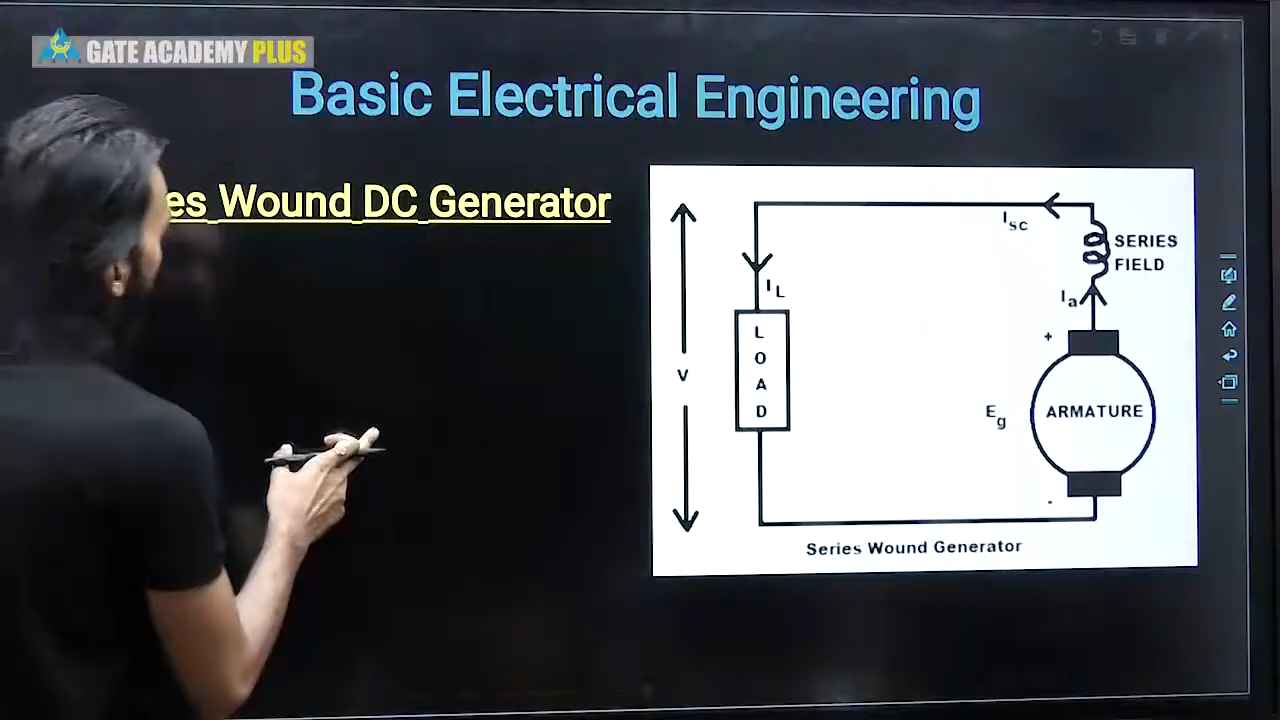 GATE ACADEMY PLUS
Basic Electrical Engineering
es Wound DC Generator
Isc
SERIES
FIELD
IL
Ia
+
L
O
A
D
V
Eg
ARMATURE
-
Series Wound Generator